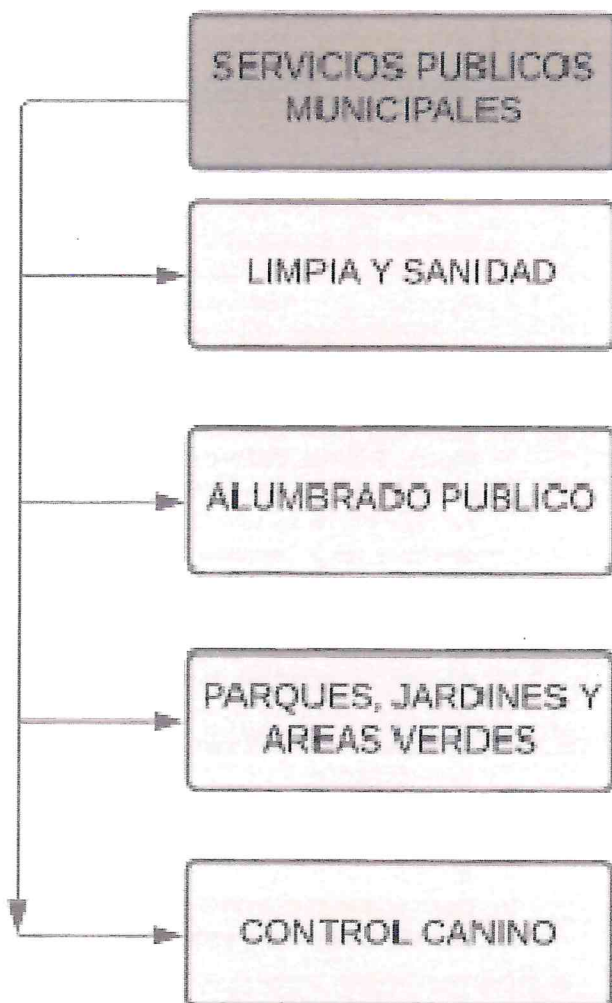 SERVICIOS PUBLICOS
MUNICIPALES
LIMPIA Y SANIDAD
ALUMBRADO PUBLICO
PARQUES, JARDINES Y
AREAS VERDES
CONTROL CANINO